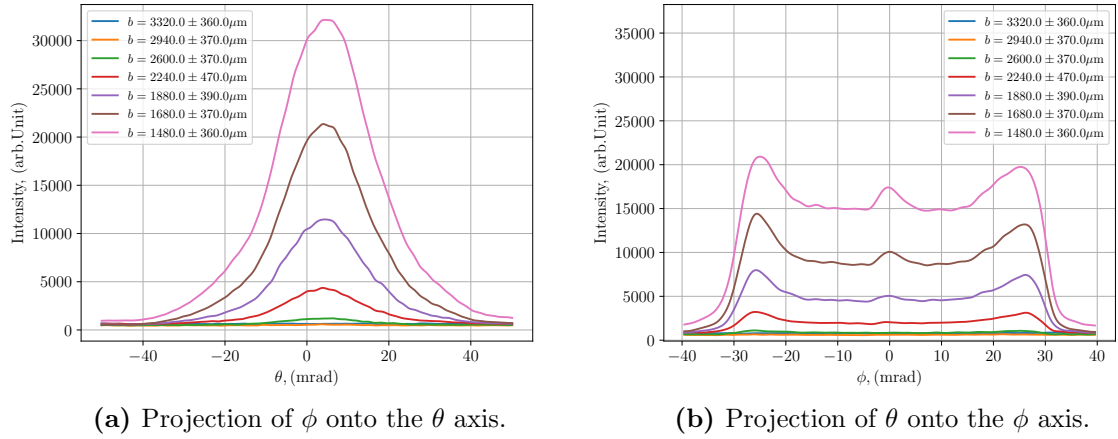 30000
25000
20000
15000
10000
5000
0
Intensity, (arb.Unit)
b = 3320.0 ± 360.0μm
b = 2940.0 ± 370.0μm
b = 2600.0 ± 370.0μm
b = 2240.0 ± 470.0μm
b = 1880.0 ± 390.0μm
b = 1680.0 ± 370.0μm
b = 1480.0 ± 360.0μm
−40 −20 0 20 40
θ, (mrad)
(a) Projection of ϕ onto the θ axis.
35000
30000
25000
20000
15000
10000
5000
0
Intensity, (arb.Unit)
b = 3320.0 ± 360.0μm
b = 2940.0 ± 370.0μm
b = 2600.0 ± 370.0μm
b = 2240.0 ± 470.0μm
b = 1880.0 ± 390.0μm
b = 1680.0 ± 370.0μm
b = 1480.0 ± 360.0μm
−40 −30 −20 −10 0 10 20 30 40
ϕ, (mrad)
(b) Projection of θ onto the ϕ axis.